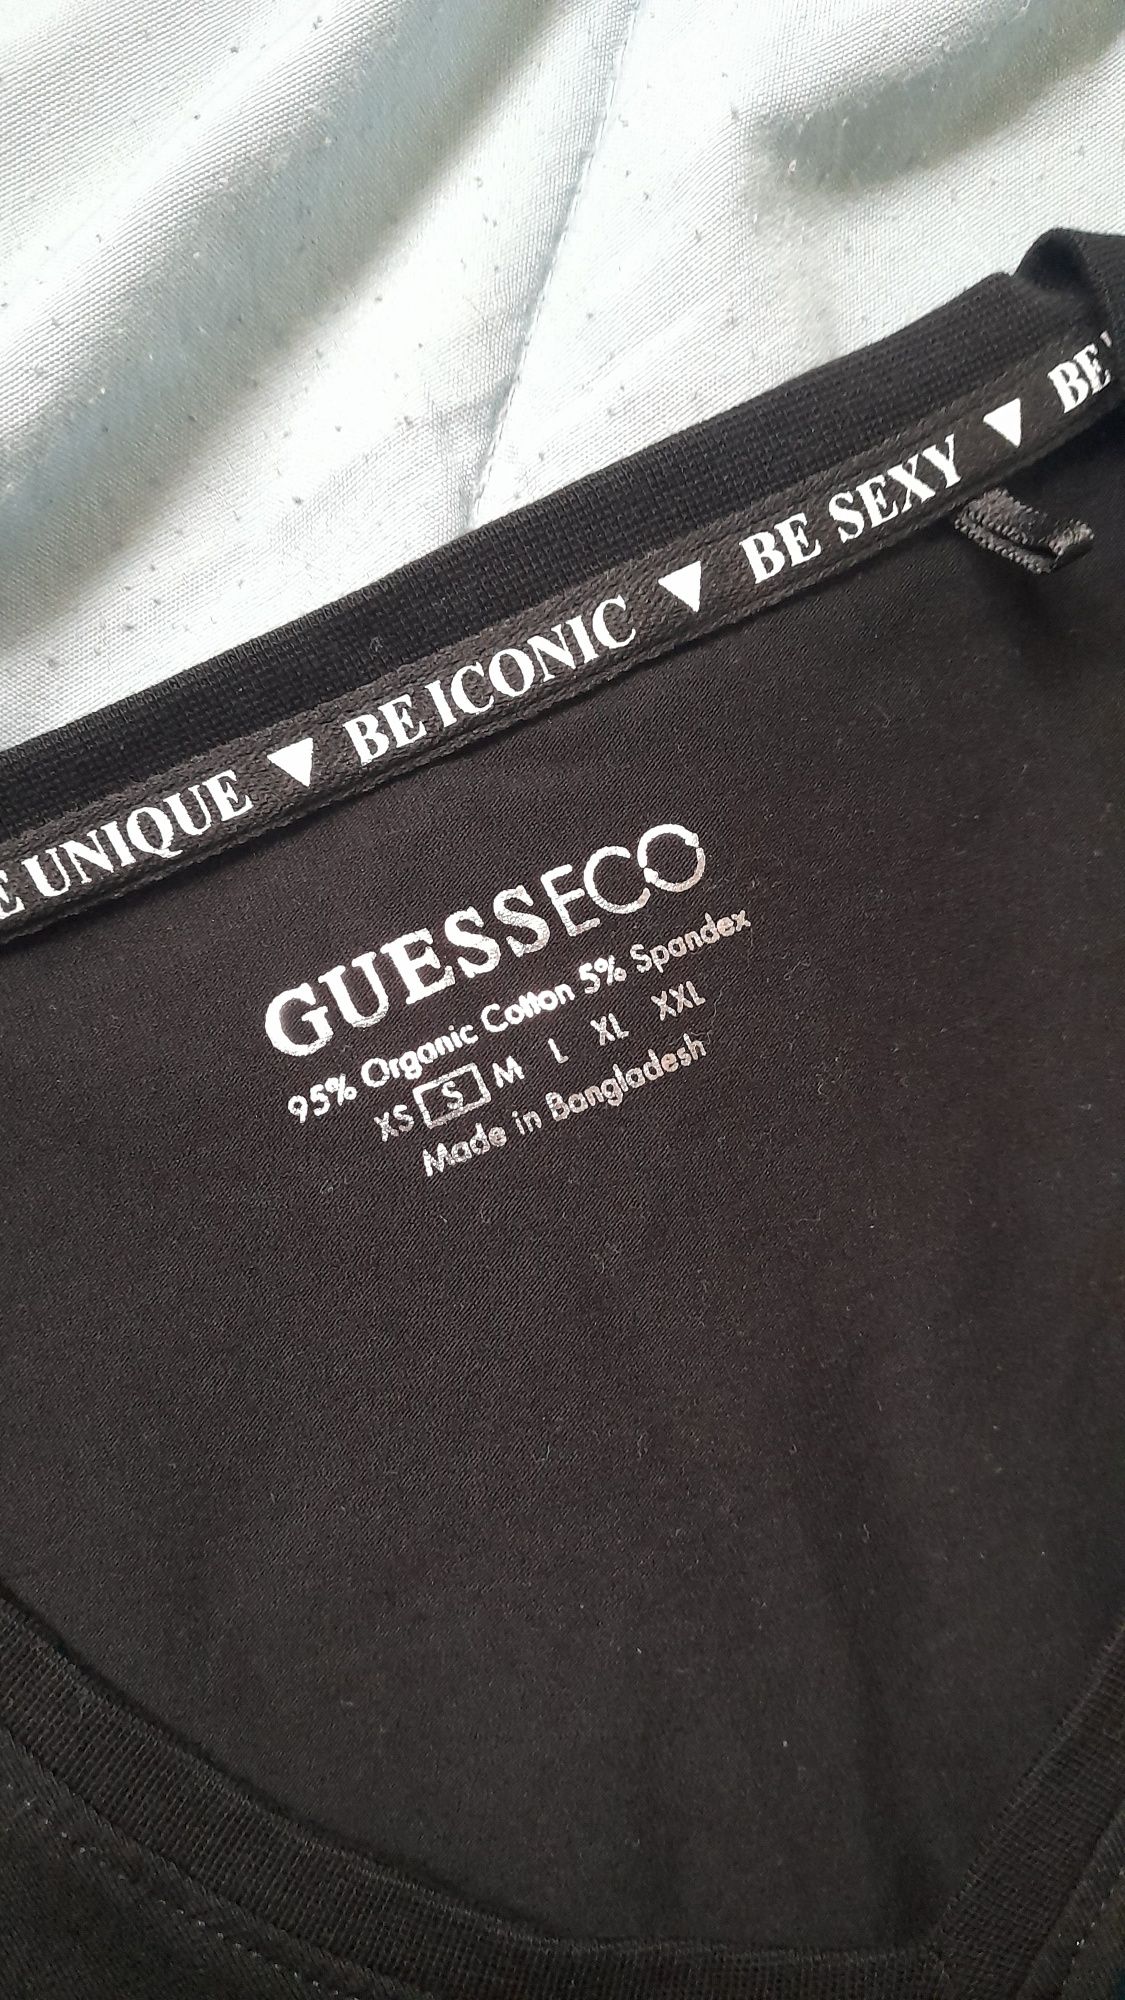 UNIQUE ▼ BE ICONIC ▼ BE SEXY ▼ BE
GUESSECO
95% Organic Cotton 5% Spandex
XS S M L XL XXL
Made in Bangladesh